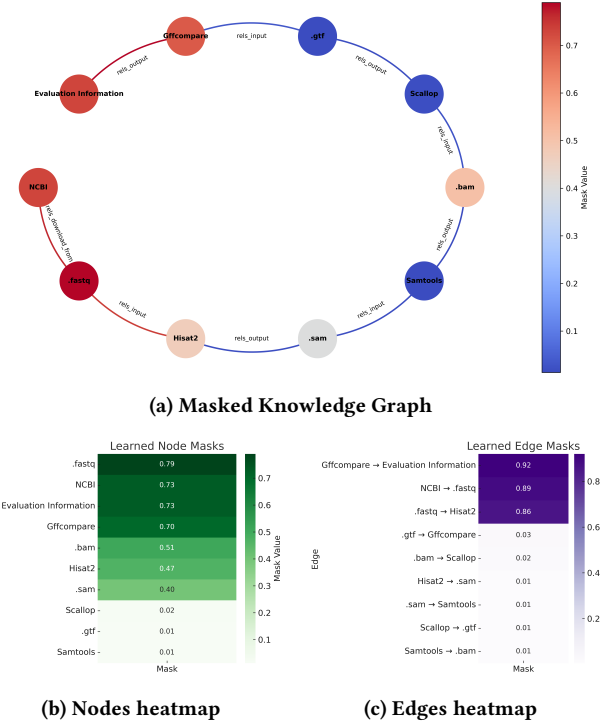 Gffcompare
rels_input
.gtf
rels_output
rels_output
Evaluation Information
Scallop
rels_input
NCBI
.bam
rels_download_from
rels_output
.fastq
Samtools
rels_input
rels_input
Hisat2
rels_output
.sam
0.7
0.6
0.5
0.4
0.3
0.2
0.1
Mask Value
(a) Masked Knowledge Graph
Learned Node Masks
.fastq 0.79
NCBI 0.73
Evaluation Information 0.73
Gffcompare 0.70
.bam 0.51
Hisat2 0.47
.sam 0.40
Scallop 0.02
.gtf 0.01
Samtools 0.01
Mask
0.7
0.6
0.5
0.4
0.3
0.2
0.1
Mask Value
(b) Nodes heatmap
Learned Edge Masks
Edge
Gffcompare → Evaluation Information 0.92
NCBI → .fastq 0.89
.fastq → Hisat2 0.86
.gtf → Gffcompare 0.03
.bam → Scallop 0.02
Hisat2 → .sam 0.01
.sam → Samtools 0.01
Scallop → .gtf 0.01
Samtools → .bam 0.01
Mask
0.8
0.6
0.4
0.2
(c) Edges heatmap